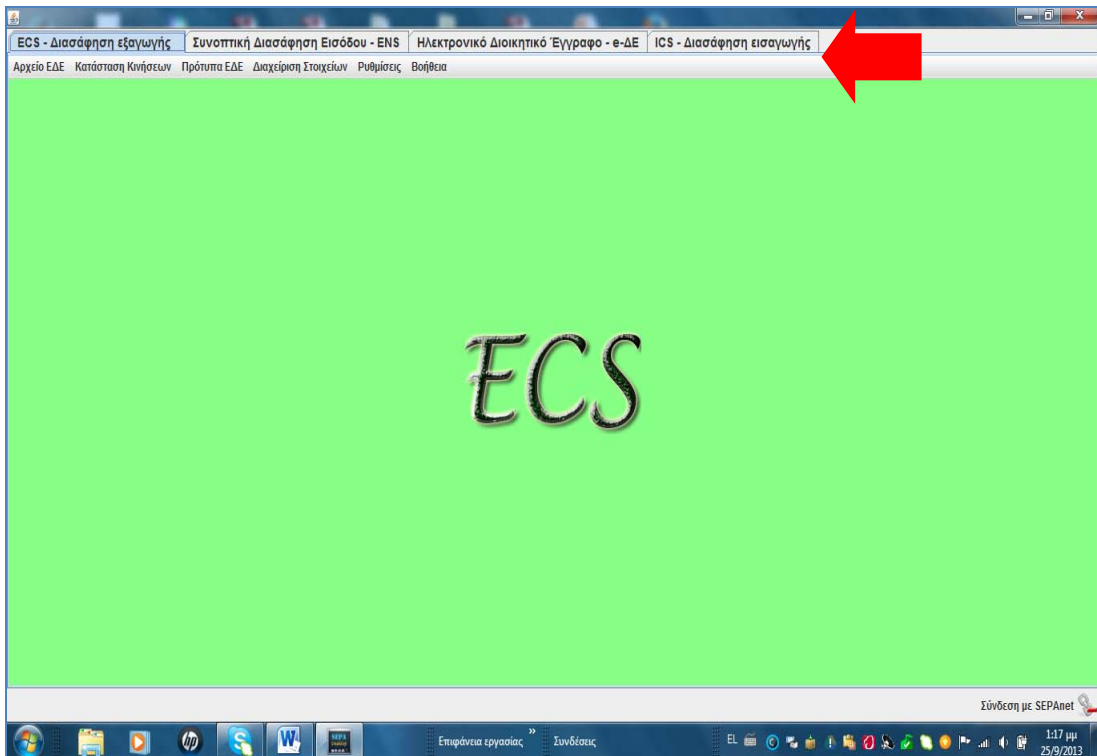 ECS - Διασάφηση εξαγωγής Συνοπτική Διασάφηση Εισόδου - ENS Ηλεκτρονικό Διοικητικό Έγγραφο - e-ΔΕ ICS - Διασάφηση εισαγωγής
Αρχείο ΕΔΕ Κατάσταση Κινήσεων Πρότυπα ΕΔΕ Διαχείριση Στοιχείων Ρυθμίσεις Βοήθεια
ECS
Σύνδεση με SEPAnet
hp S W SEPA Επιφάνεια εργασίας » Συνδέσεις EL 1:17 μμ
25/9/2013